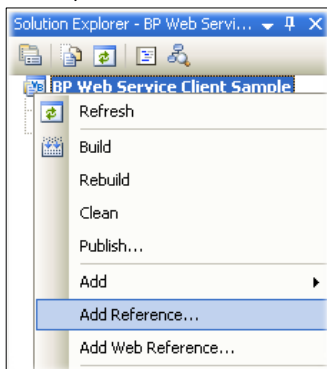 Solution Explorer - BP Web Servi...
BP Web Service Client Sample
Refresh
Build
Rebuild
Clean
Publish...
Add
Add Reference...
Add Web Reference...